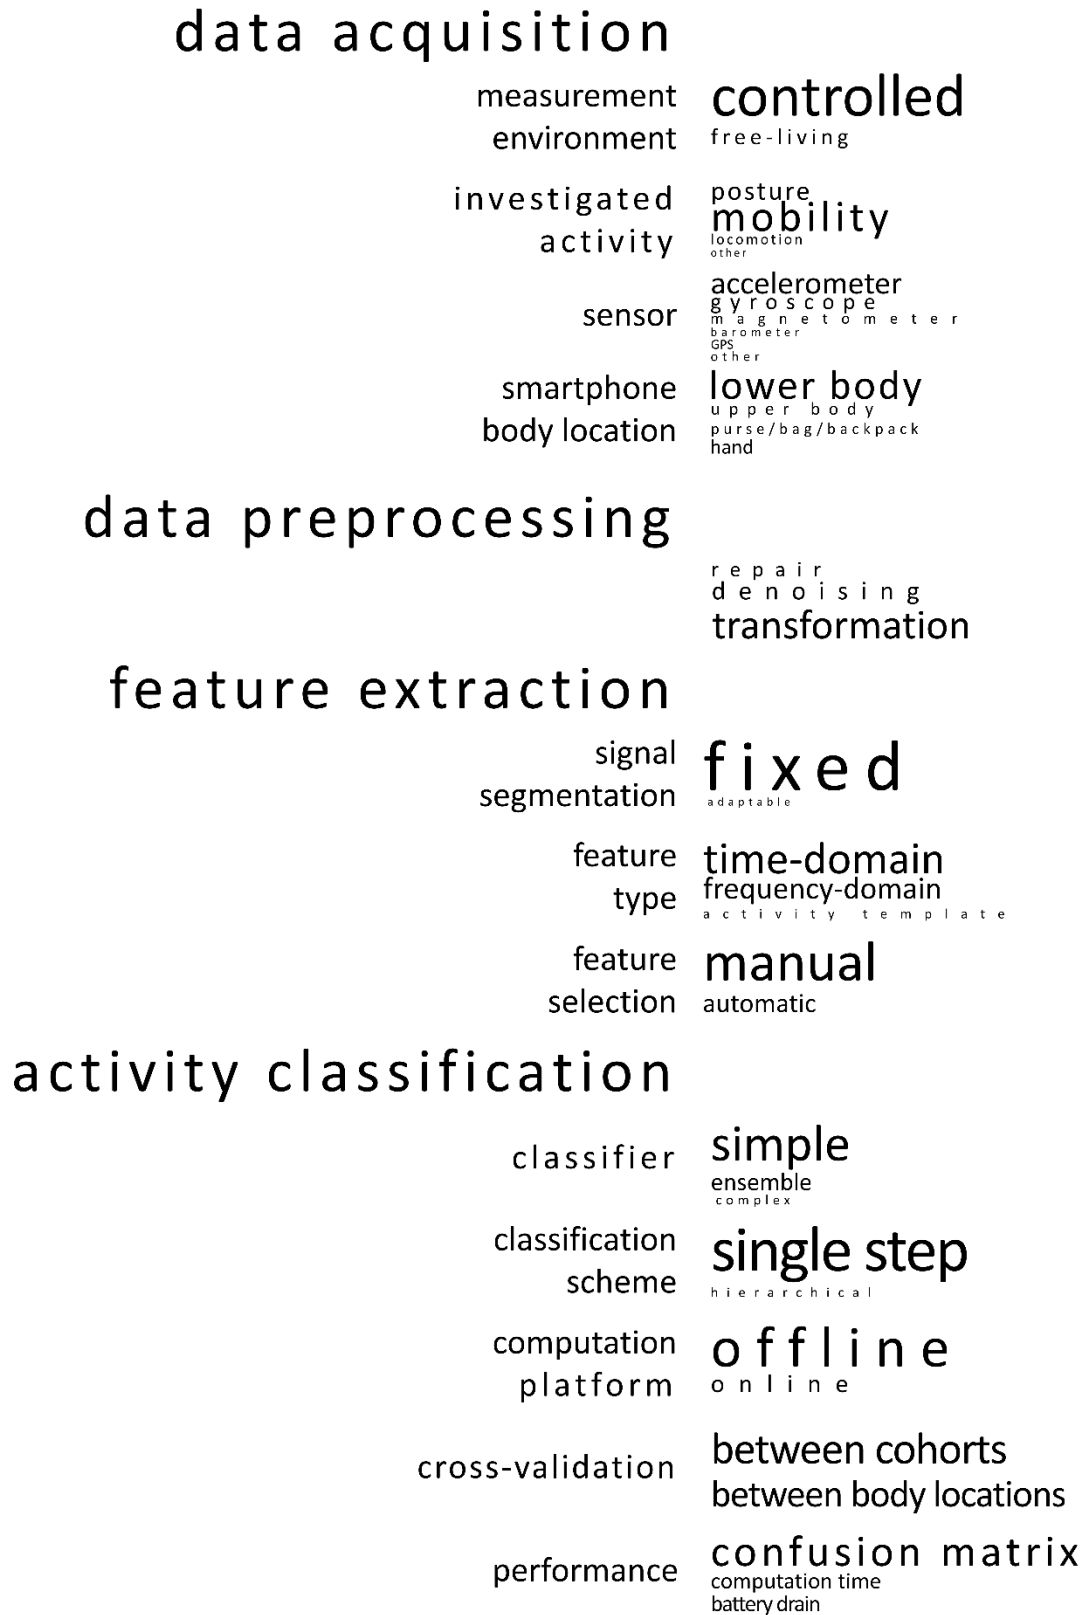 data acquisition
measurement
environment
controlled
free-living
investigated
activity
posture
mobility
locomotion
other
sensor
accelerometer
gyroscope
magnetometer
barometer
GPS
other
smartphone
body location
lower body
upper body
purse/bag/backpack
hand
data preprocessing
repair
denoising
transformation
feature extraction
signal
segmentation
fixed
adaptable
feature
type
time-domain
frequency-domain
activity template
feature
selection
manual
automatic
activity classification
classifier
simple
ensemble
complex
classification
scheme
single step
hierarchical
computation
platform
offline
online
cross-validation
between cohorts
between body locations
performance
confusion matrix
computation time
battery drain